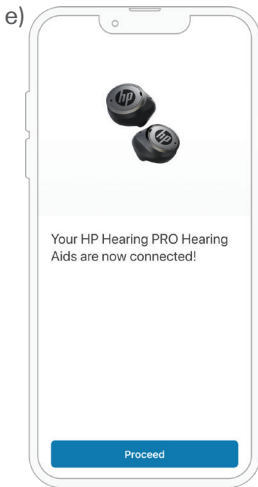 e)
hp
hp
Your HP Hearing PRO Hearing
Aids are now connected!
Proceed